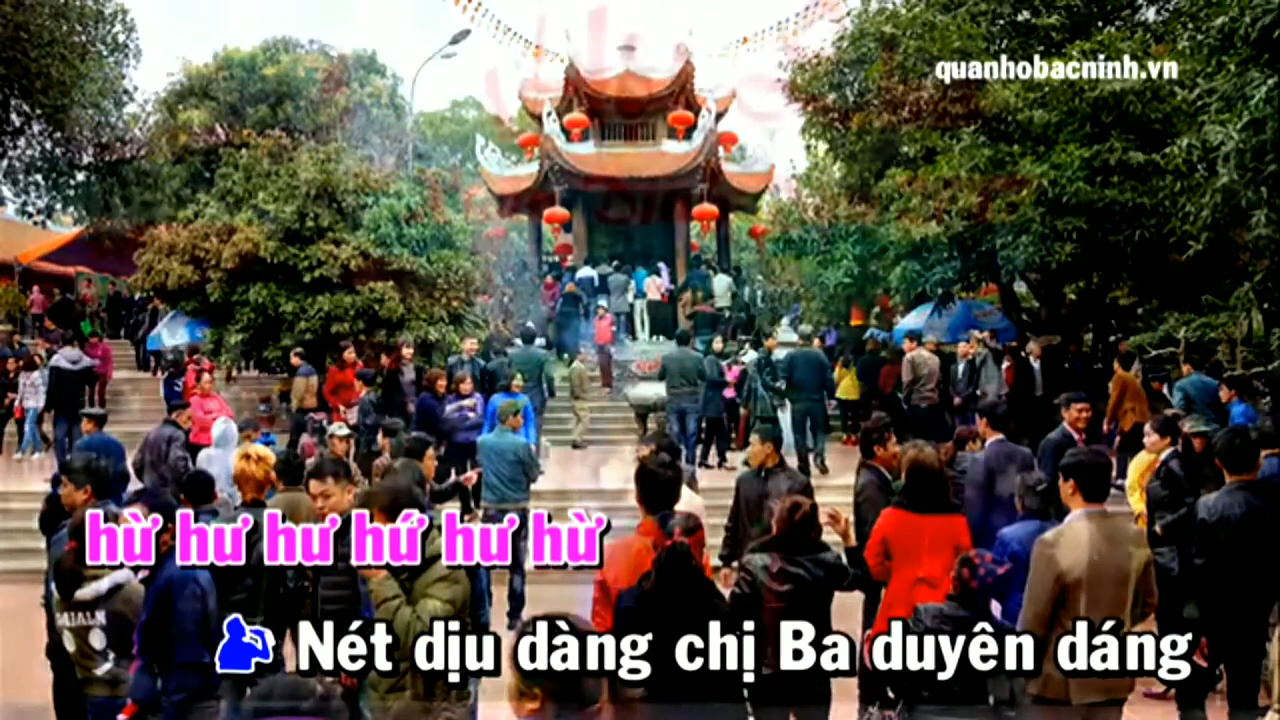 quanhobacninh.vn
hừ hư hư hứ hư hừ
Nét dịu dàng chị Ba duyên dáng